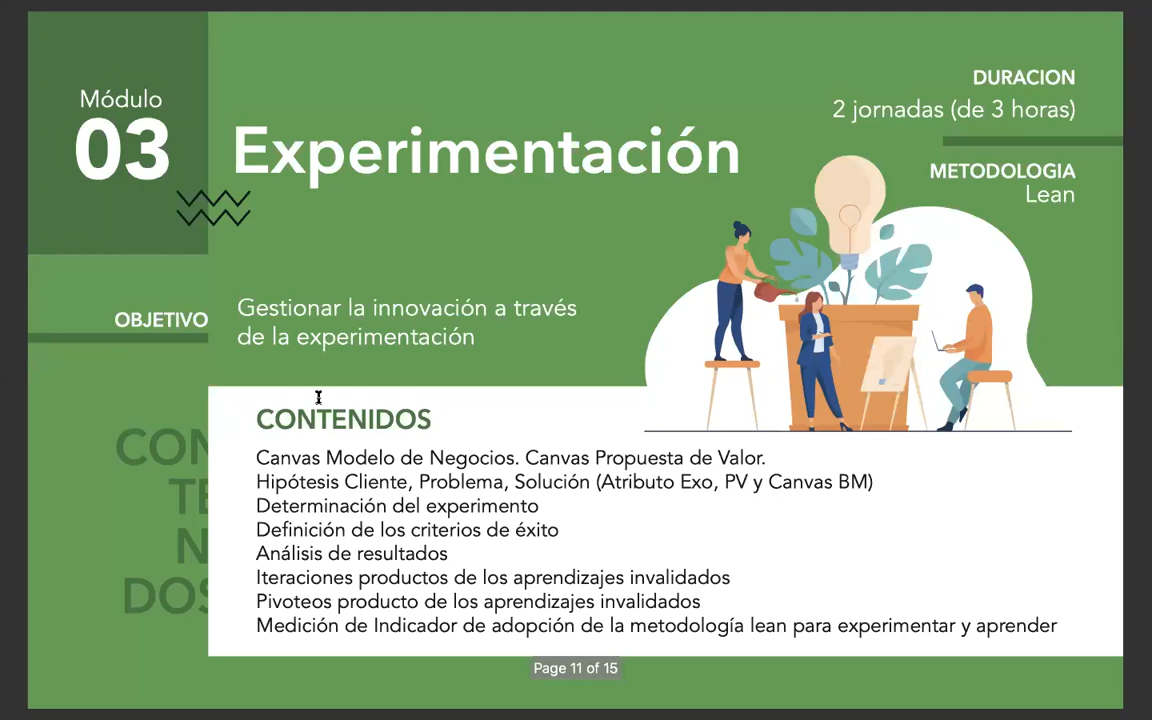 Módulo
03
Experimentación
DURACION
2 jornadas (de 3 horas)
METODOLOGIA
Lean
OBJETIVO
Gestionar la innovación a través
de la experimentación
CON
TE
N
DOS
CONTENIDOS
Canvas Modelo de Negocios. Canvas Propuesta de Valor.
Hipótesis Cliente, Problema, Solución (Atributo Exo, PV y Canvas BM)
Determinación del experimento
Definición de los criterios de éxito
Análisis de resultados
Iteraciones productos de los aprendizajes invalidados
Pivoteos producto de los aprendizajes invalidados
Medición de Indicador de adopción de la metodología lean para experimentar y aprender
Page 11 of 15